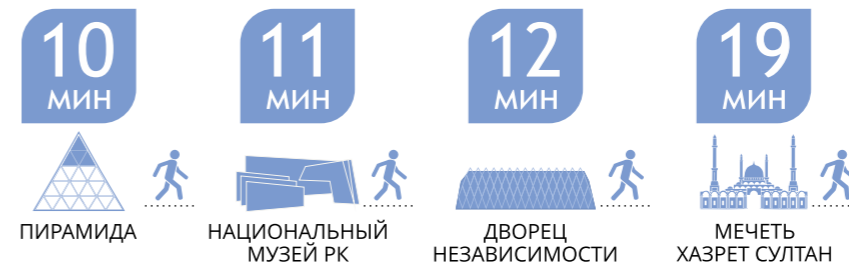 10
МИН
11
МИН
12
МИН
19
МИН
ПИРАМИДА
НАЦИОНАЛЬНЫЙ
МУЗЕЙ РК
ДВОРЕЦ
НЕЗАВИСИМОСТИ
МЕЧЕТЬ
ХАЗРЕТ СУЛТАН